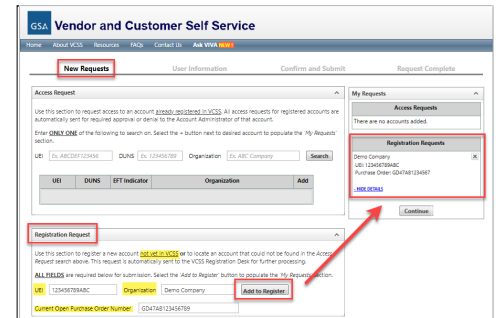 GSA Vendor and Customer Self Service
Home About VCSS Resources FAQs Contact Us Ask VIVA NEW!
New Requests User Information Confirm and Submit Request Complete
Access Request
Use this section to request access to an account already registered in VCSS. All access requests for registered accounts are
automatically sent for required approval or denial to the Account Administrator of that account.
Enter ONLY ONE of the following to search on. Select the + button next to desired account to populate the 'My Requests'
section.
UEI Ex. ABCDEF123456 DUNS Ex. 123456789 Organization Ex. ABC Company Search
UEI DUNS EFT Indicator Organization Add
My Requests
Access Requests
There are no accounts added.
Registration Requests
Demo Company x
UEI: 123456789ABC
Purchase Order: GD47AB1234567
- HIDE DETAILS
Continue
Registration Request
Use this section to register a new account not yet in VCSS or to locate an account that could not be found in the Access
Request search above. This request is automatically sent to the VCSS Registration Desk for further processing.
ALL FIELDS are required below for submission. Select the 'Add to Register' button to populate the 'My Requests' section.
UEI 123456789ABC Organization Demo Company Add to Register
Current Open Purchase Order Number GD47AB123456789